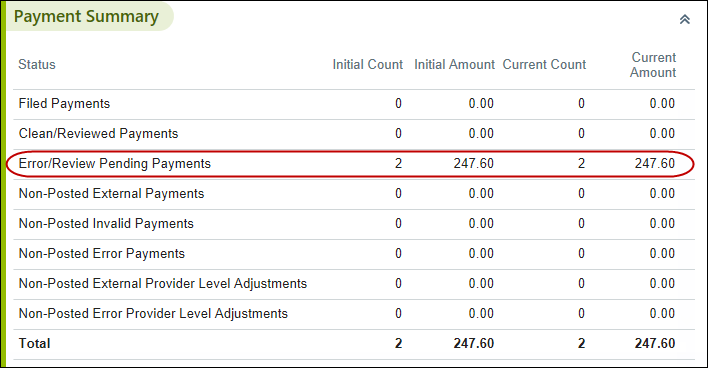 Payment Summary
Status Initial Count Initial Amount Current Count Current Amount
Filed Payments 0 0.00 0 0.00
Clean/Reviewed Payments 0 0.00 0 0.00
Error/Review Pending Payments 2 247.60 2 247.60
Non-Posted External Payments 0 0.00 0 0.00
Non-Posted Invalid Payments 0 0.00 0 0.00
Non-Posted Error Payments 0 0.00 0 0.00
Non-Posted External Provider Level Adjustments 0 0.00 0 0.00
Non-Posted Error Provider Level Adjustments 0 0.00 0 0.00
Total 2 247.60 2 247.60